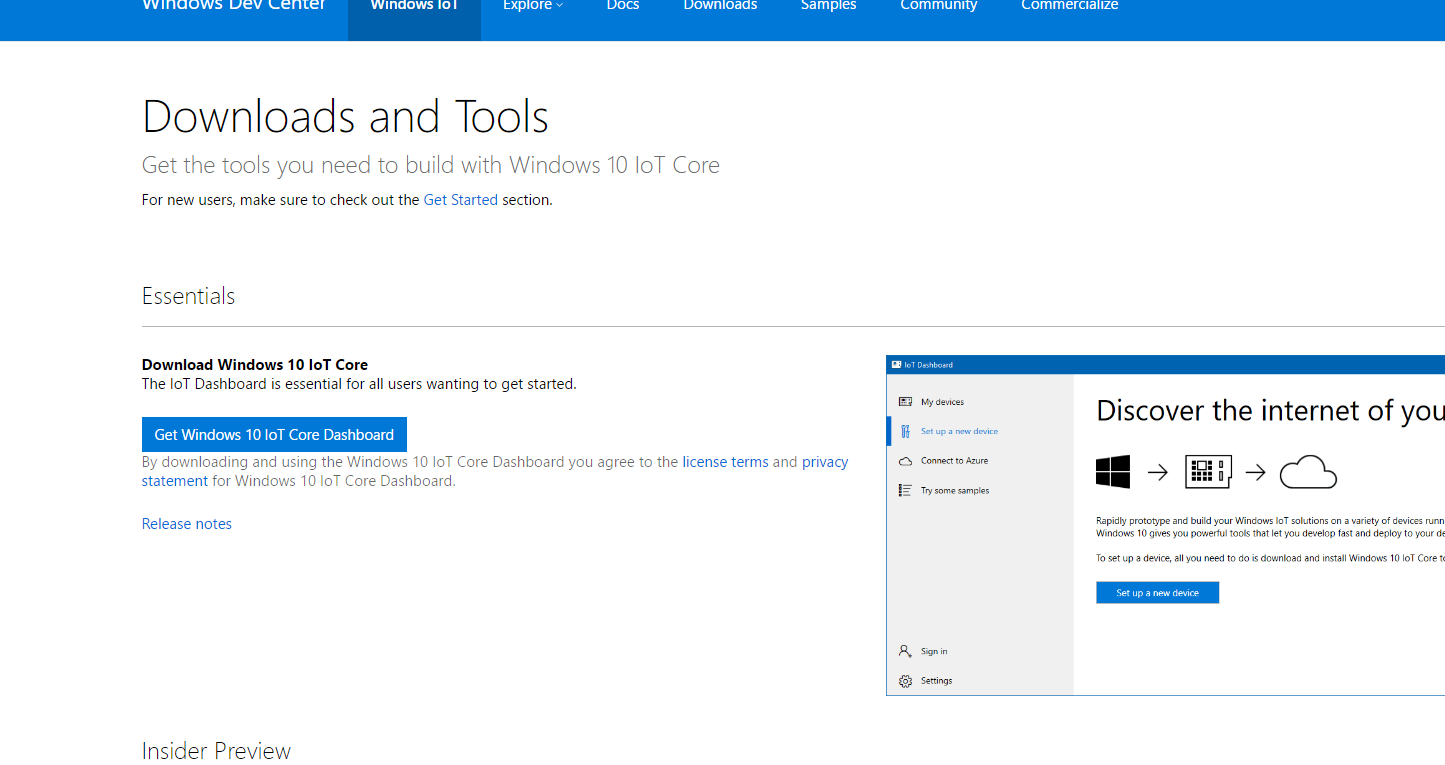 Windows Dev Center
Windows IoT
Explore
Docs
Downloads
Samples
Community
Commercialize
Downloads and Tools
Get the tools you need to build with Windows 10 IoT Core
For new users, make sure to check out the Get Started section.
Essentials
Download Windows 10 IoT Core
The IoT Dashboard is essential for all users wanting to get started.
Get Windows 10 IoT Core Dashboard
By downloading and using the Windows 10 IoT Core Dashboard you agree to the license terms and privacy
statement for Windows 10 IoT Core Dashboard.
Release notes
IoT Dashboard
My devices
Set up a new device
Connect to Azure
Try some samples
Sign in
Settings
Discover the internet of you
Rapidly prototype and build your Windows IoT solutions on a variety of devices runn
Windows 10 gives you powerful tools that let you develop fast and deploy to your de
To set up a device, all you need to do is download and install Windows 10 IoT Core to
Set up a new device
Insider Preview